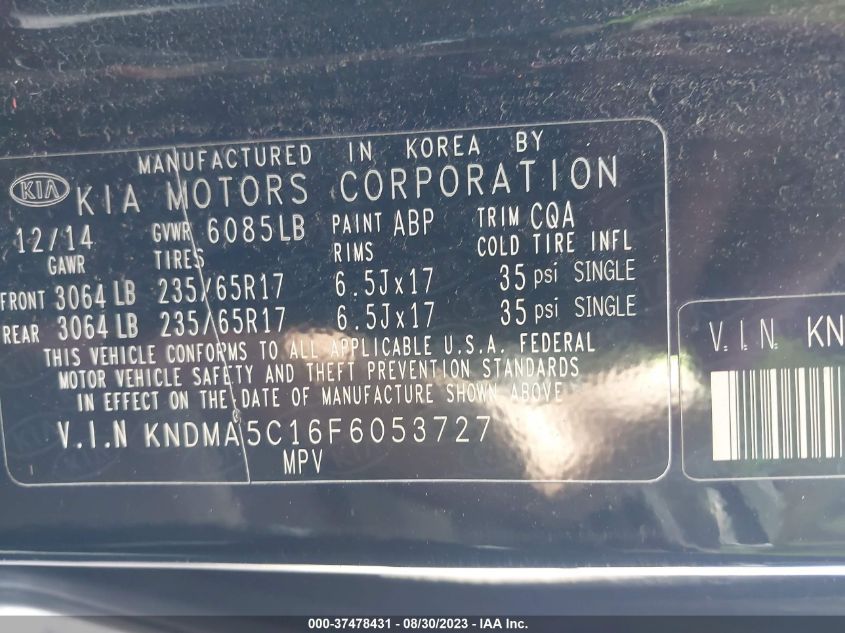 MANUFACTURED IN KOREA BY
KIA KIA MOTORS CORPORATION
12/14 GVWR 6085LB PAINT ABP TRIM CQA
GAWR TIRES RIMS COLD TIRE INFL
FRONT 3064 LB 235/65R17 6.5Jx17 35 psi SINGLE
REAR 3064 LB 235/65R17 6.5Jx17 35 psi SINGLE
THIS VEHICLE CONFORMS TO ALL APPLICABLE U.S.A. FEDERAL
MOTOR VEHICLE SAFETY AND THEFT PREVENTION STANDARDS
IN EFFECT ON THE DATE OF MANUFACTURE SHOWN ABOVE
V.I.N KNDMA5C16F6053727
MPV
V.I.N. KN
000-37478431 - 08/30/2023 - IAA Inc.